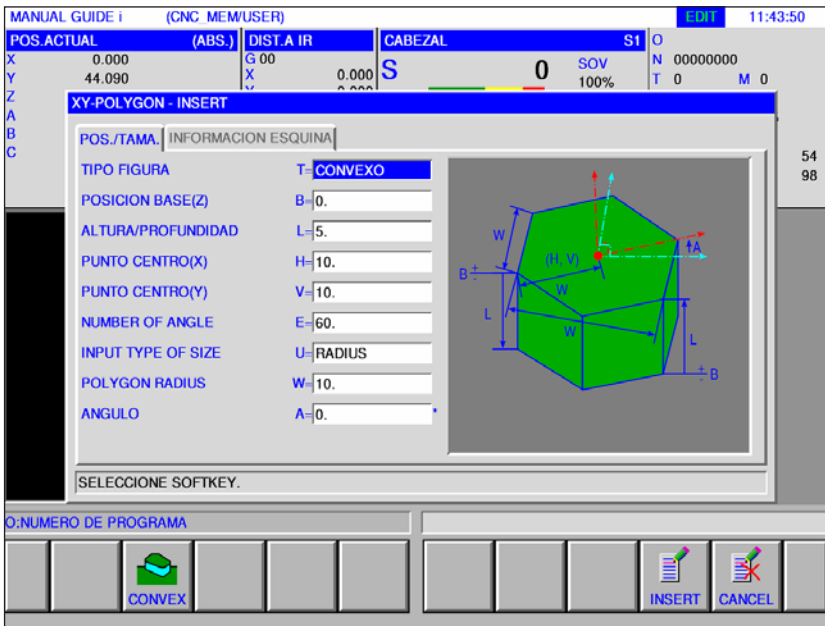 MANUAL GUIDE i (CNC_MEM/USER) EDIT 11:43:50
POS.ACTUAL (ABS.) DIST.A IR CABEZAL S1 O
X 0.000 G 00 S 0 SOV N 00000000
Y 44.090 X 0.000 100% T 0 M 0
Z
XY-POLYGON - INSERT
A
B
POS./TAMA. INFORMACION ESQUINA
C
54
98
TIPO FIGURA T= CONVEXO
POSICION BASE(Z) B= 0.
ALTURA/PROFUNDIDAD L= 5.
PUNTO CENTRO(X) H= 10.
PUNTO CENTRO(Y) V= 10.
NUMBER OF ANGLE E= 60.
INPUT TYPE OF SIZE U= RADIUS
POLYGON RADIUS W= 10.
ANGULO A= 0. °
W
A
(H, V)
B + -
W
L
W
L
+ - B
SELECCIONE SOFTKEY.
O:NUMERO DE PROGRAMA
CONVEX INSERT CANCEL